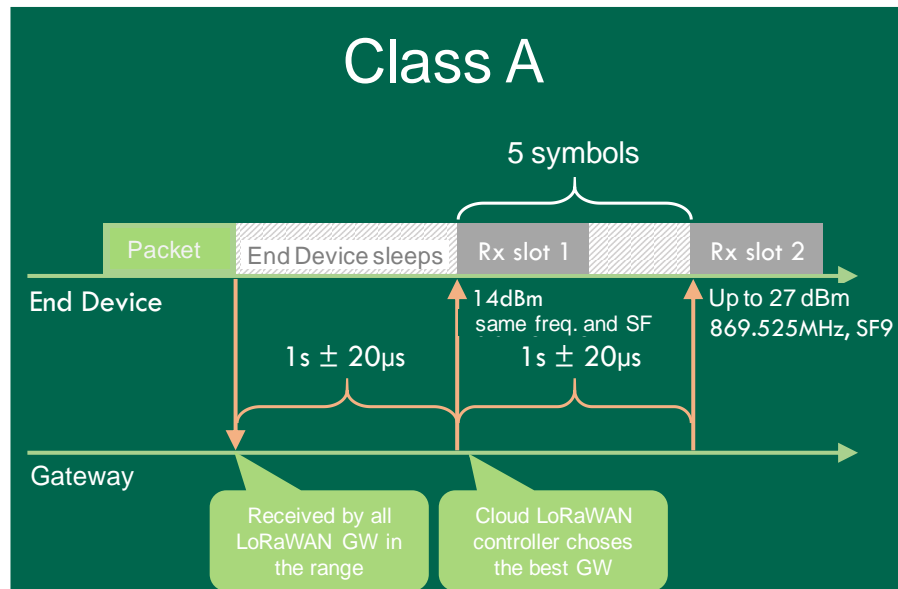 Class A
5 symbols
Packet
End Device sleeps
Rx slot 1
Rx slot 2
End Device
14dBm
same freq. and SF
Up to 27 dBm
869.525MHz, SF9
1s ± 20µs
1s ± 20µs
Gateway
Received by all
LoRaWAN GW in
the range
Cloud LoRaWAN
controller choses
the best GW